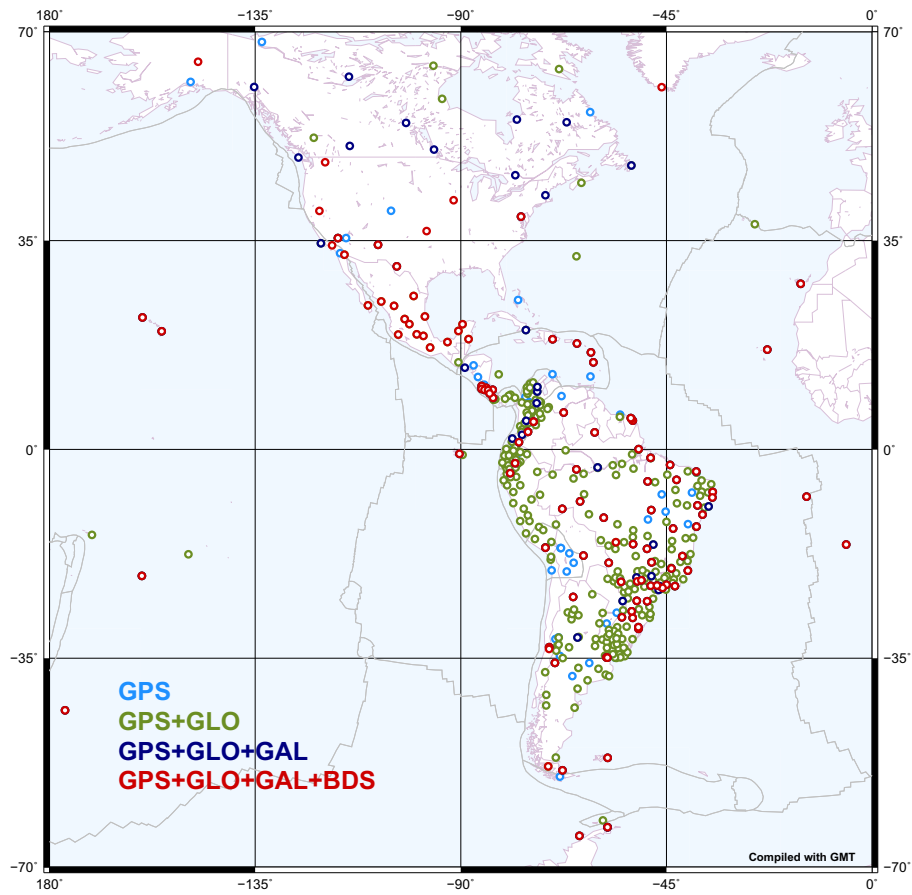 180˚ −135˚ −90˚ −45˚ 0˚
70˚ 70˚
35˚ 35˚
0˚ 0˚
−35˚ −35˚
GPS
GPS+GLO
GPS+GLO+GAL
GPS+GLO+GAL+BDS
Compiled with GMT
−70˚ −70˚
180˚ −135˚ −90˚ −45˚ 0˚